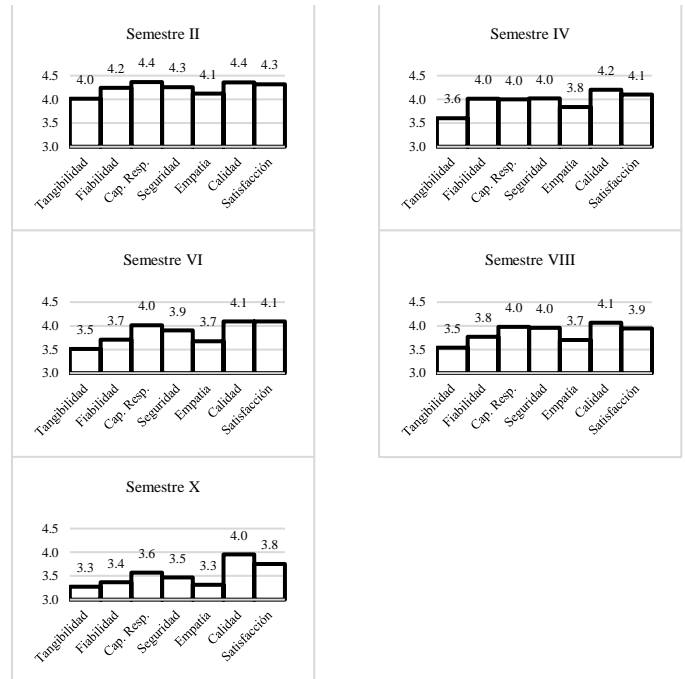 Semestre II
4.0 4.2 4.4 4.3 4.1 4.4 4.3
4.5
4.0
3.5
3.0
Tangibilidad
Fiabilidad
Cap. Resp.
Seguridad
Empatía
Calidad
Satisfacción
Semestre IV
3.6 4.0 4.0 4.0 3.8 4.2 4.1
4.5
4.0
3.5
3.0
Tangibilidad
Fiabilidad
Cap. Resp.
Seguridad
Empatía
Calidad
Satisfacción
Semestre VI
3.5 3.7 4.0 3.9 3.7 4.1 4.1
4.5
4.0
3.5
3.0
Tangibilidad
Fiabilidad
Cap. Resp.
Seguridad
Empatía
Calidad
Satisfacción
Semestre VIII
3.5 3.8 4.0 4.0 3.7 4.1 3.9
4.5
4.0
3.5
3.0
Tangibilidad
Fiabilidad
Cap. Resp.
Seguridad
Empatía
Calidad
Satisfacción
Semestre X
3.3 3.4 3.6 3.5 3.3 4.0 3.8
4.5
4.0
3.5
3.0
Tangibilidad
Fiabilidad
Cap. Resp.
Seguridad
Empatía
Calidad
Satisfacción